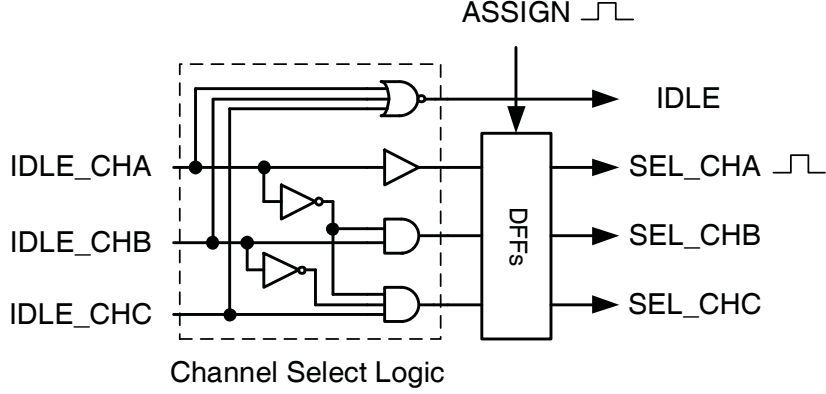 ASSIGN
IDLE
IDLE_CHA
SEL_CHA
DFFs
IDLE_CHB
SEL_CHB
IDLE_CHC
SEL_CHC
Channel Select Logic